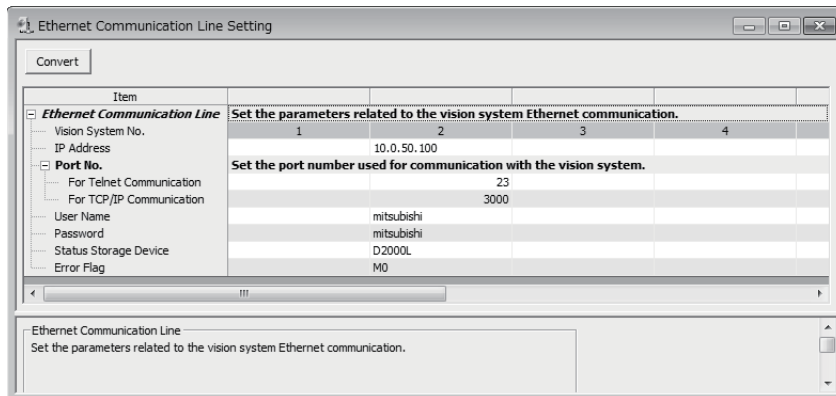 Ethernet Communication Line Setting
Convert
Item
Ethernet Communication Line Set the parameters related to the vision system Ethernet communication.
Vision System No. 1 2 3 4
IP Address 10.0.50.100
Port No. Set the port number used for communication with the vision system.
For Telnet Communication 23
For TCP/IP Communication 3000
User Name mitsubishi
Password mitsubishi
Status Storage Device D2000L
Error Flag M0
Ethernet Communication Line
Set the parameters related to the vision system Ethernet communication.